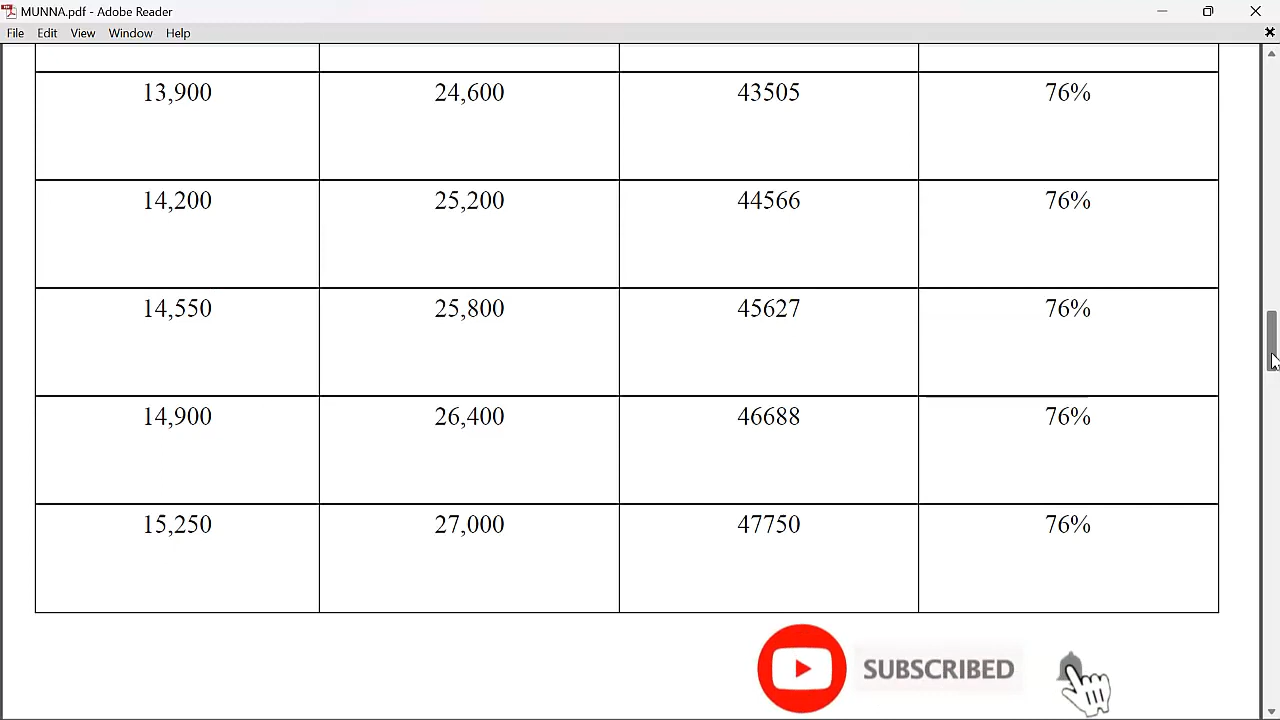 MUNNA.pdf - Adobe Reader
File Edit View Window Help
13,900 24,600 43505 76%
14,200 25,200 44566 76%
14,550 25,800 45627 76%
14,900 26,400 46688 76%
15,250 27,000 47750 76%
SUBSCRIBED